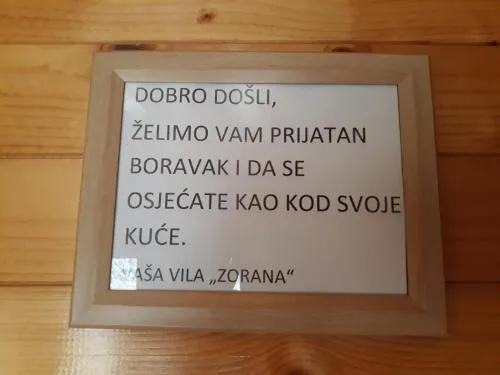 DOBRO DOŠLI,
ŽELIMO VAM PRIJATAN
BORAVAK I DA SE
OSJEĆATE KAO KOD SVOJE
KUĆE.
VAŠA VILA „ZORANA“